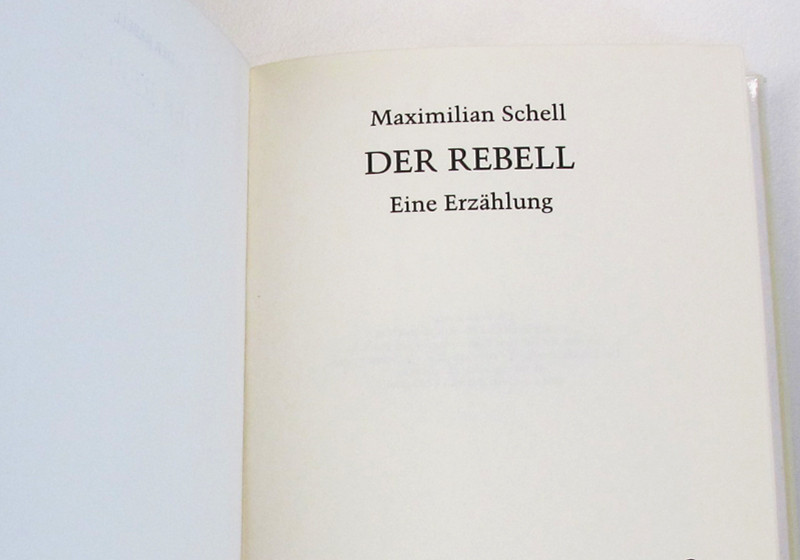 Maximilian Schell
DER REBELL
Eine Erzählung